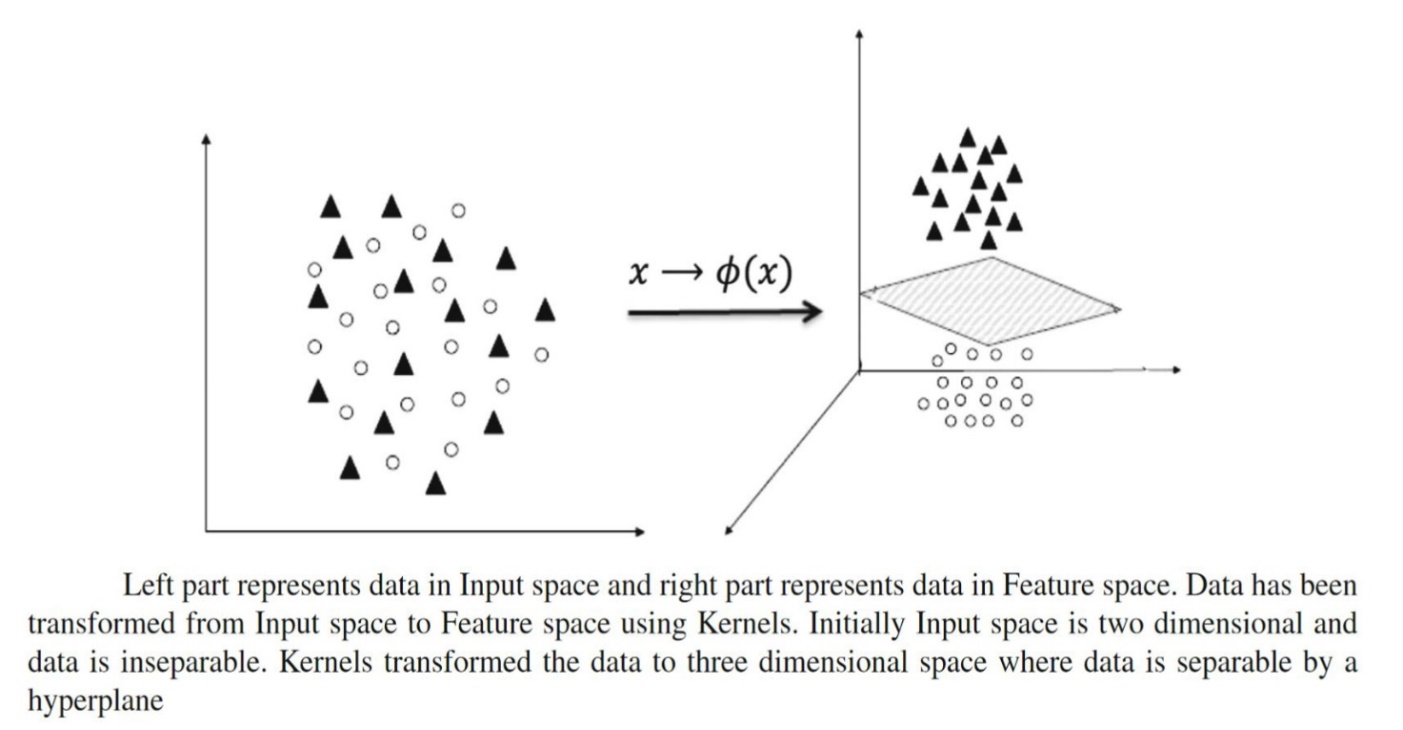 x → ϕ(x)
Left part represents data in Input space and right part represents data in Feature space. Data has been
transformed from Input space to Feature space using Kernels. Initially Input space is two dimensional and
data is inseparable. Kernels transformed the data to three dimensional space where data is separable by a
hyperplane